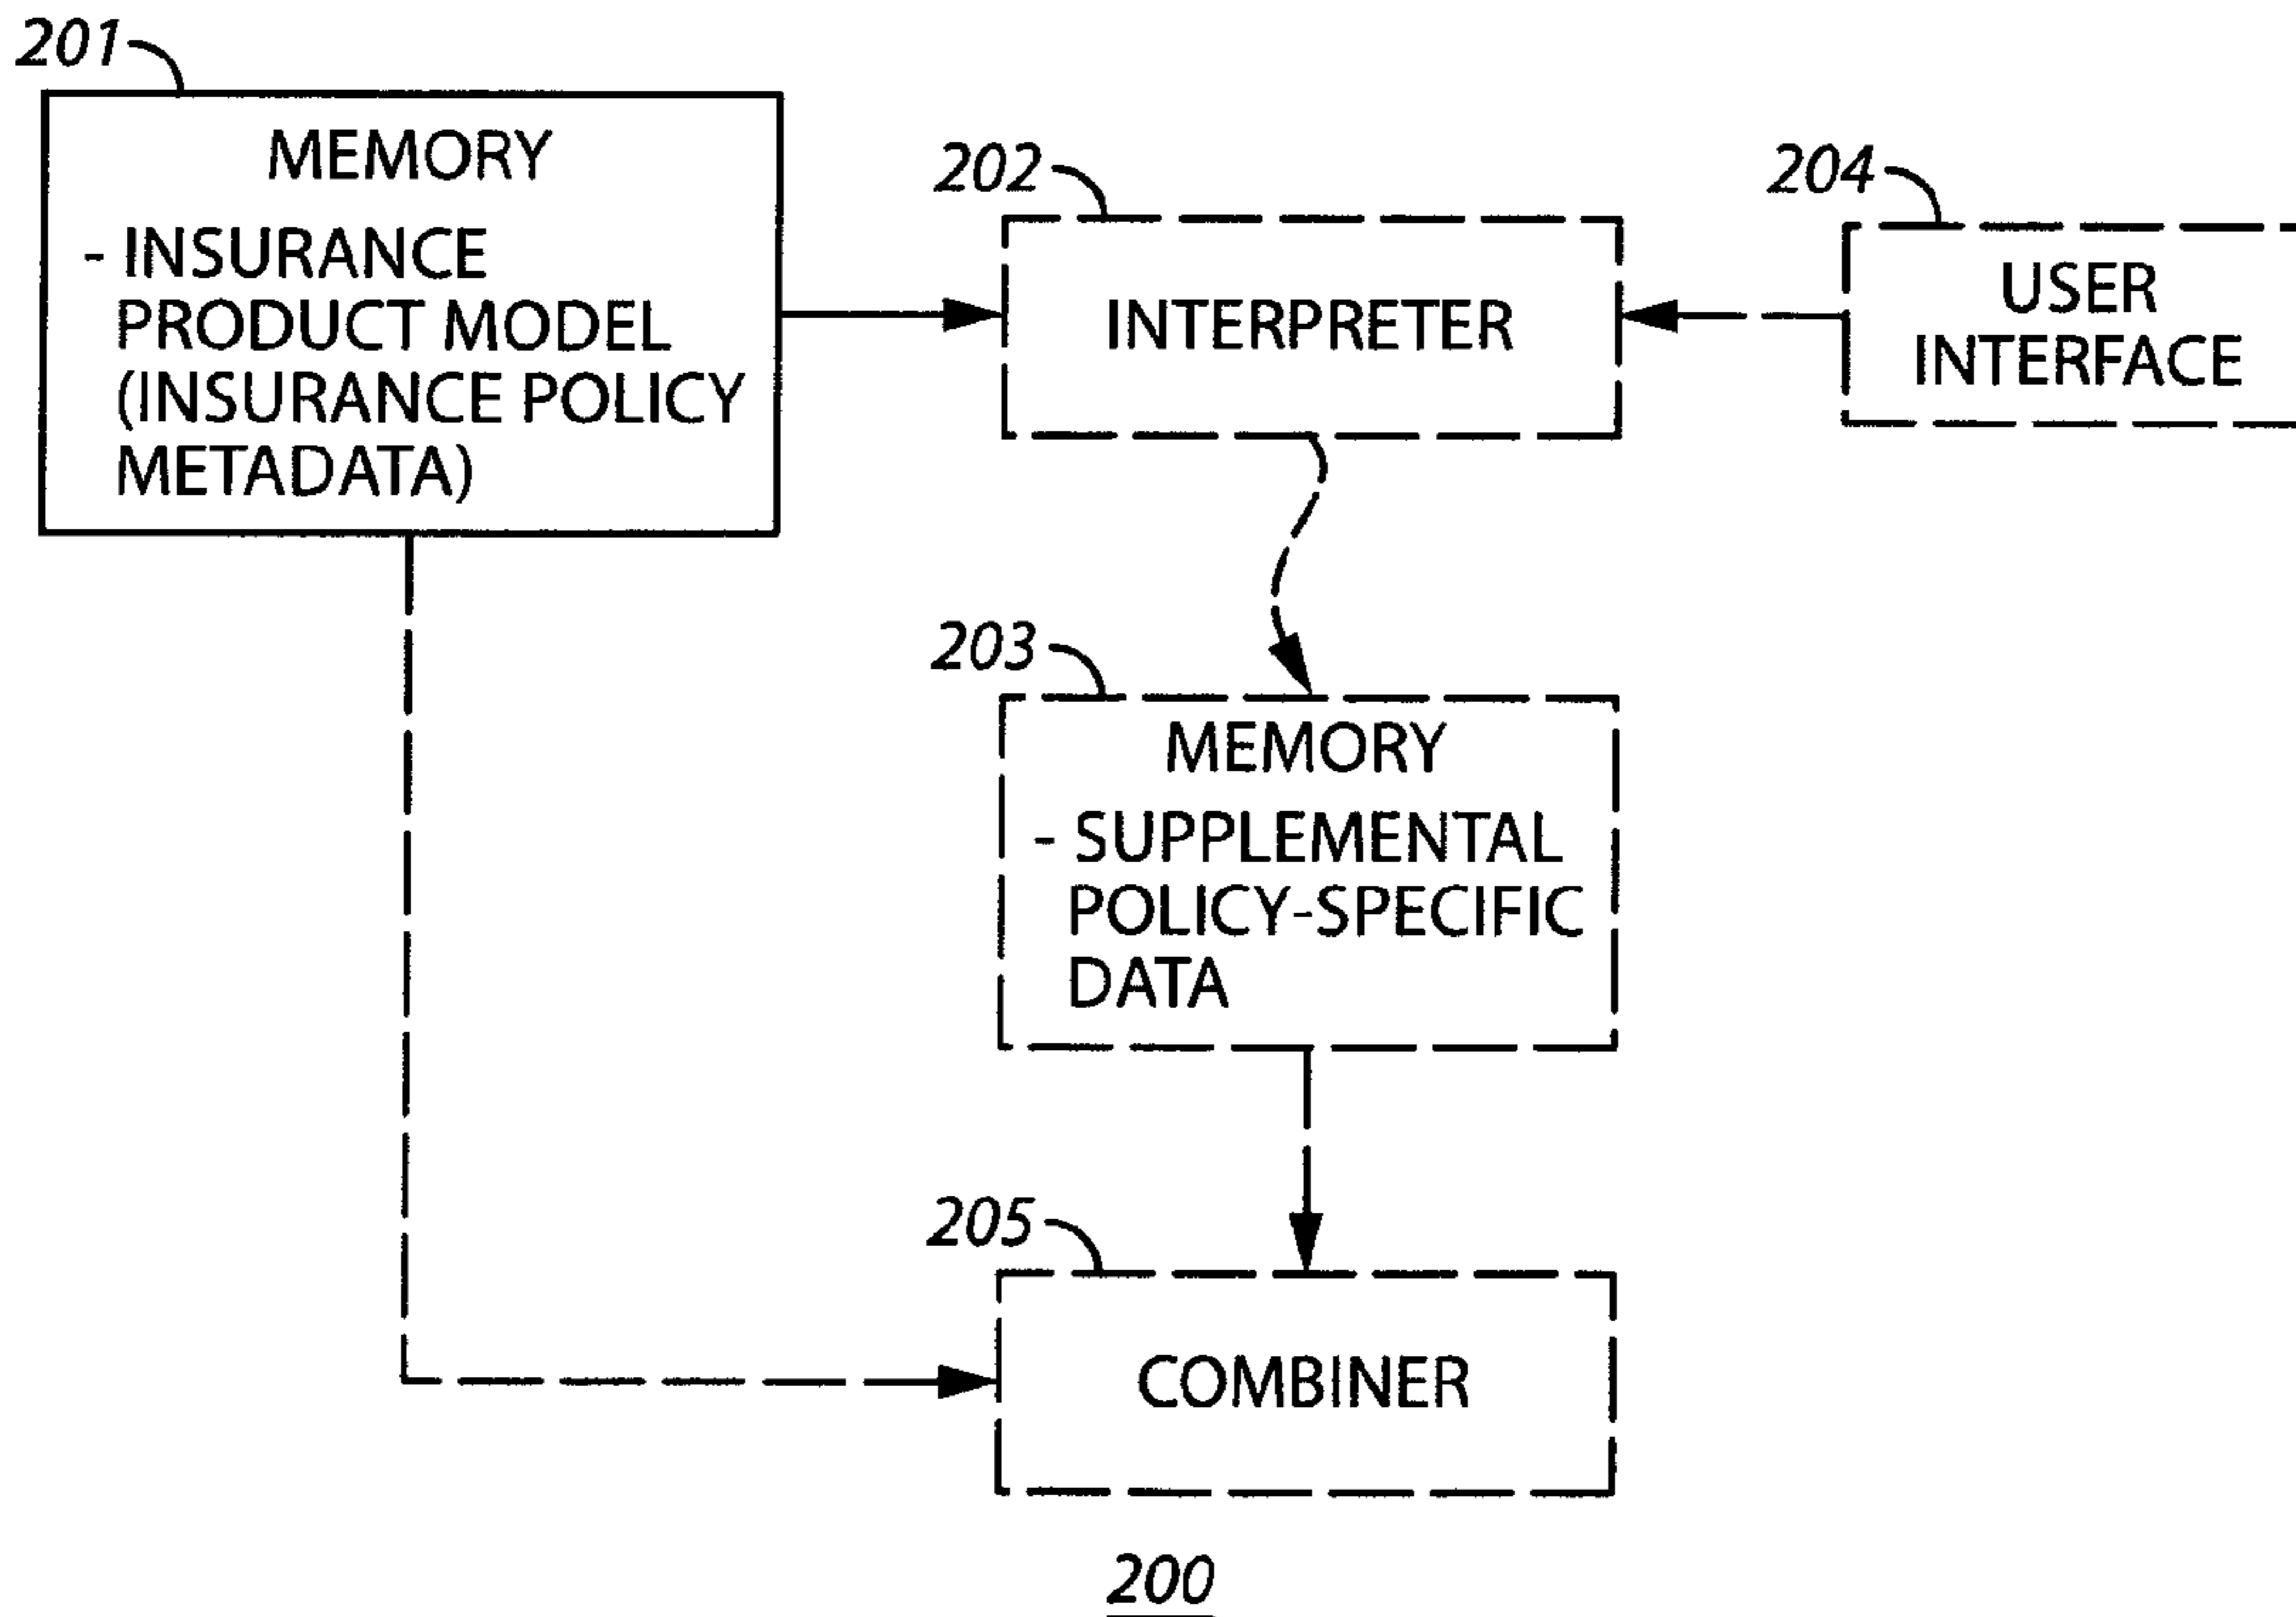 201
MEMORY
- INSURANCE
PRODUCT MODEL
(INSURANCE POLICY
METADATA)
202
INTERPRETER
204
USER
INTERFACE
203
MEMORY
- SUPPLEMENTAL
POLICY-SPECIFIC
DATA
205
COMBINER
200